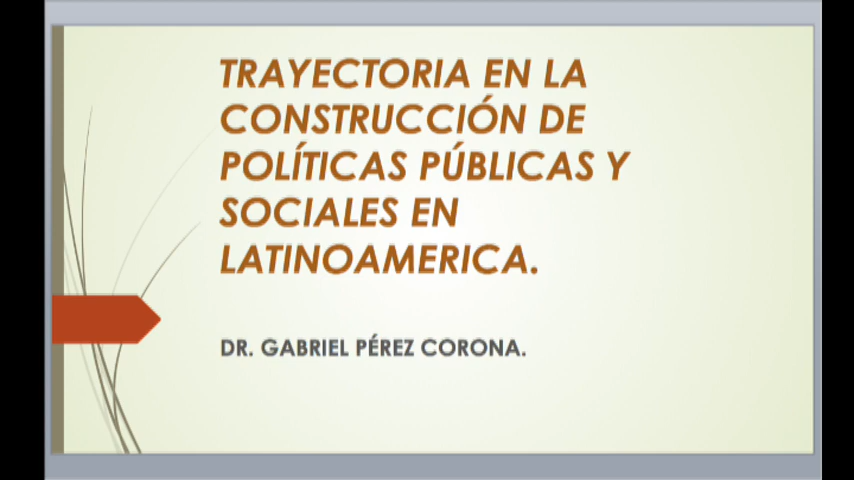 TRAYECTORIA EN LA
CONSTRUCCIÓN DE
POLÍTICAS PÚBLICAS Y
SOCIALES EN
LATINOAMERICA.
DR. GABRIEL PÉREZ CORONA.